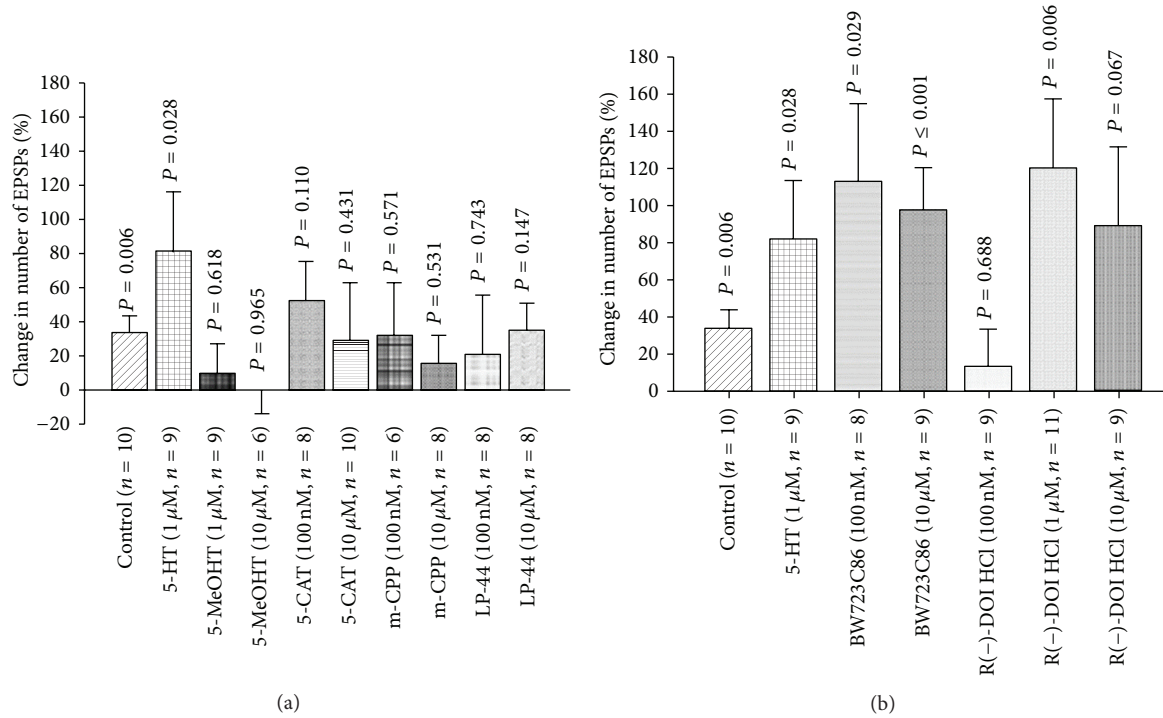 Change in number of EPSPs (%)
180
160
140
120
100
80
60
40
20
0
−20
P = 0.006
P = 0.028
P = 0.618
P = 0.965
P = 0.110
P = 0.431
P = 0.571
P = 0.531
P = 0.743
P = 0.147
Control (n = 10)
5-HT (1 μM, n = 9)
5-MeOHT (1 μM, n = 9)
5-MeOHT (10 μM, n = 6)
5-CAT (100 nM, n = 8)
5-CAT (10 μM, n = 10)
m-CPP (100 nM, n = 6)
m-CPP (10 μM, n = 8)
LP-44 (100 nM, n = 8)
LP-44 (10 μM, n = 8)
(a)
Change in number of EPSPs (%)
180
160
140
120
100
80
60
40
20
0
P = 0.006
P = 0.028
P = 0.029
P ≤ 0.001
P = 0.688
P = 0.006
P = 0.067
Control (n = 10)
5-HT (1 μM, n = 9)
BW723C86 (100 nM, n = 8)
BW723C86 (10 μM, n = 9)
R(−)-DOI HCl (100 nM, n = 9)
R(−)-DOI HCl (1 μM, n = 11)
R(−)-DOI HCl (10 μM, n = 9)
(b)